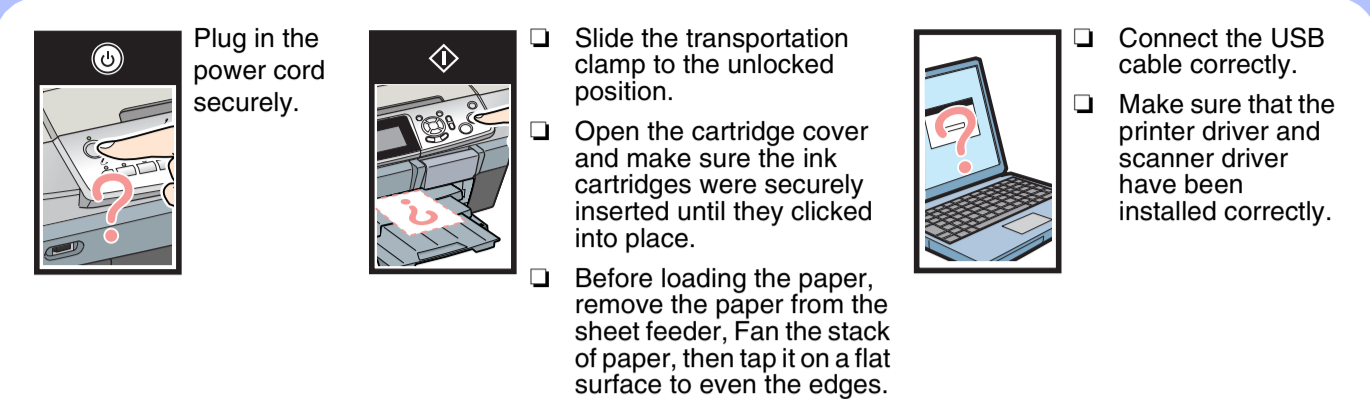 Plug in the
power cord
securely.
❏ Slide the transportation
clamp to the unlocked
position.
❏ Open the cartridge cover
and make sure the ink
cartridges were securely
inserted until they clicked
into place.
❏ Before loading the paper,
remove the paper from the
sheet feeder, Fan the stack
of paper, then tap it on a flat
surface to even the edges.
❏ Connect the USB
cable correctly.
❏ Make sure that the
printer driver and
scanner driver
have been
installed correctly.